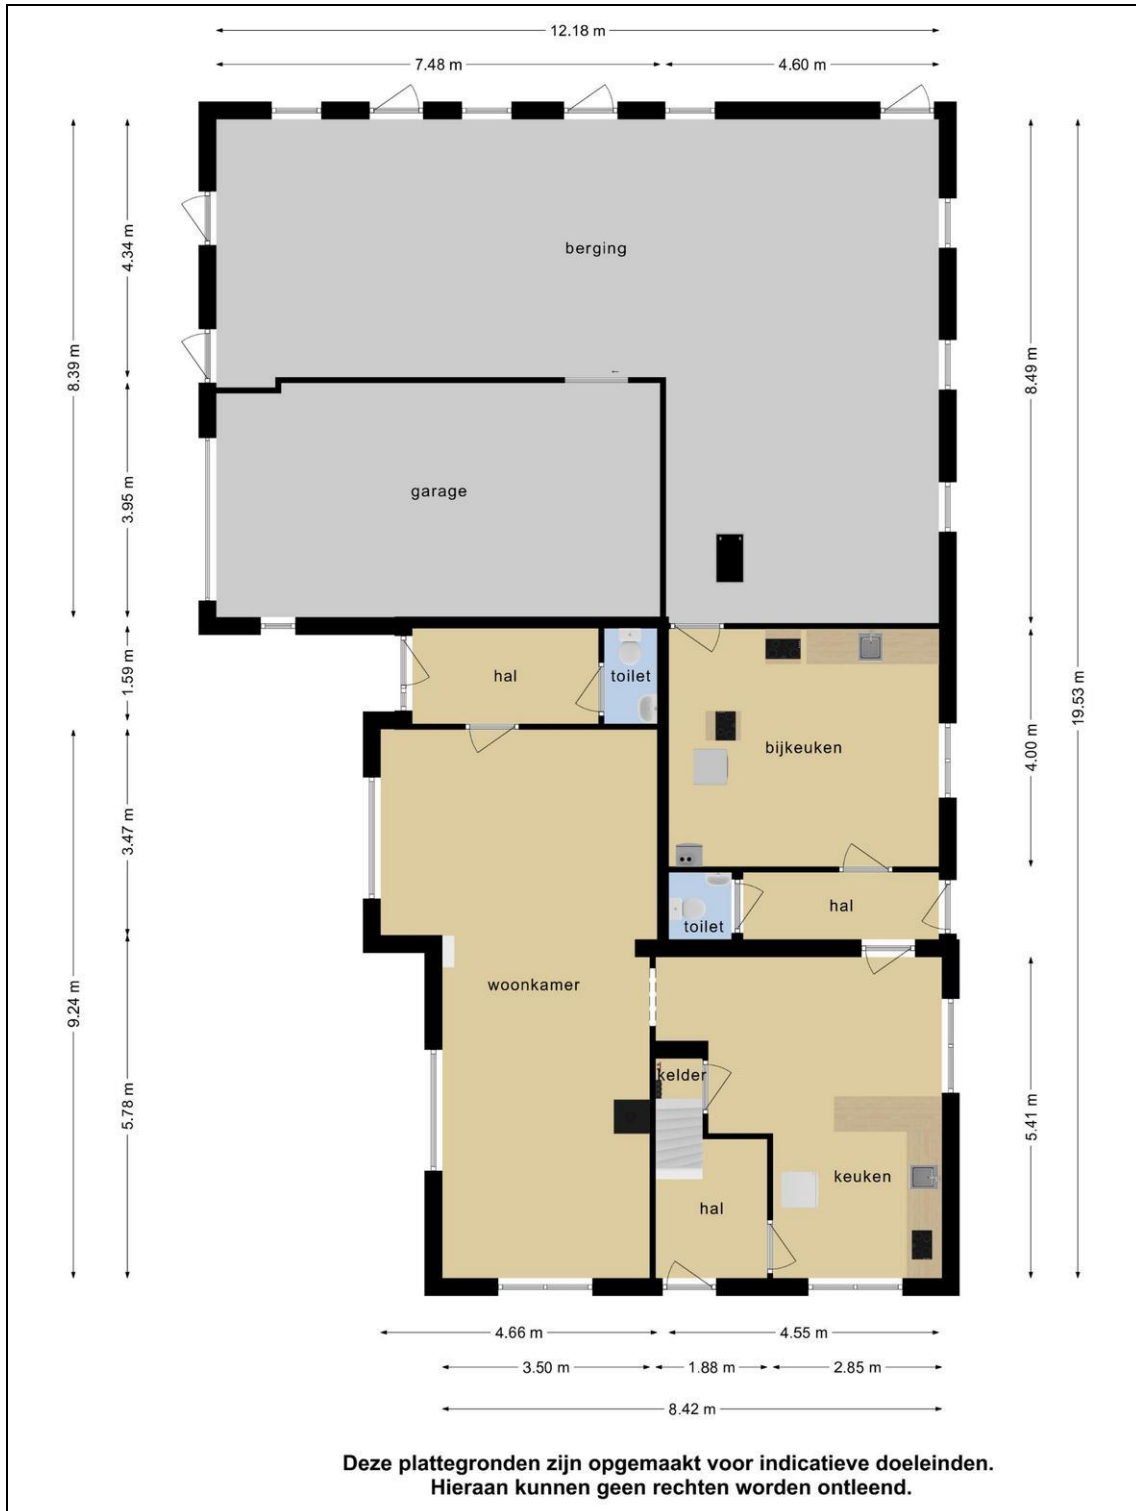 12.18 m
7.48 m
4.60 m
8.39 m
4.34 m
berging
8.49 m
3.95 m
garage
19.53 m
1.59 m
hal
toilet
4.00 m
bijkeuken
3.47 m
hal
toilet
9.24 m
woonkamer
5.78 m
kelder
5.41 m
keuken
hal
4.66 m
4.55 m
3.50 m
1.88 m
2.85 m
8.42 m
Deze plattegronden zijn opgemaakt voor indicatieve doeleinden.
Hieraan kunnen geen rechten worden ontleend.